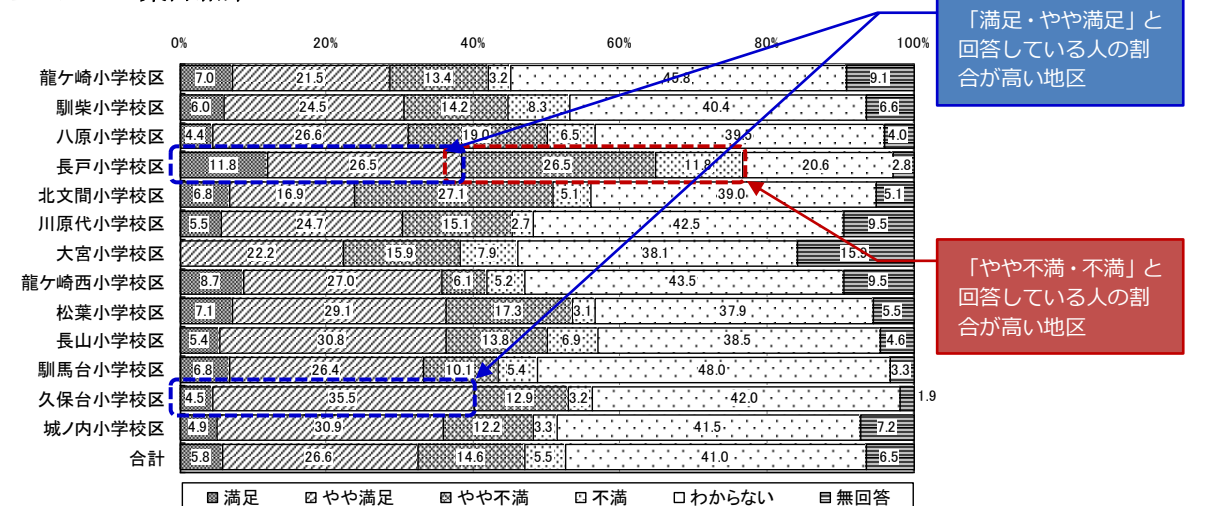 「満足・やや満足」と
回答している人の割
合が高い地区
0% 20% 40% 60% 80% 100%
龍ケ崎小学校区 7.0 21.5 13.4 3.2 45.8 9.1
馴柴小学校区 6.0 24.5 14.2 8.3 40.4 6.6
八原小学校区 4.4 26.6 19.0 6.5 39.5 4.0
長戸小学校区 11.8 26.5 26.5 11.8 20.6 2.8
北文間小学校区 6.8 16.9 27.1 5.1 39.0 5.1
川原代小学校区 5.5 24.7 15.1 2.7 42.5 9.5
大宮小学校区 22.2 15.9 7.9 38.1 15.9
龍ケ崎西小学校区 8.7 27.0 6.1 5.2 43.5 9.5
松葉小学校区 7.1 29.1 17.3 3.1 37.9 5.5
長山小学校区 5.4 30.8 13.8 6.9 38.5 4.6
馴馬台小学校区 6.8 26.4 10.1 5.4 48.0 3.3
久保台小学校区 4.5 35.5 12.9 3.2 42.0 1.9
城ノ内小学校区 4.9 30.9 12.2 3.3 41.5 7.2
合計 5.8 26.6 14.6 5.5 41.0 6.5
満足 やや満足 やや不満 不満 わからない 無回答
「やや不満・不満」と
回答している人の割
合が高い地区